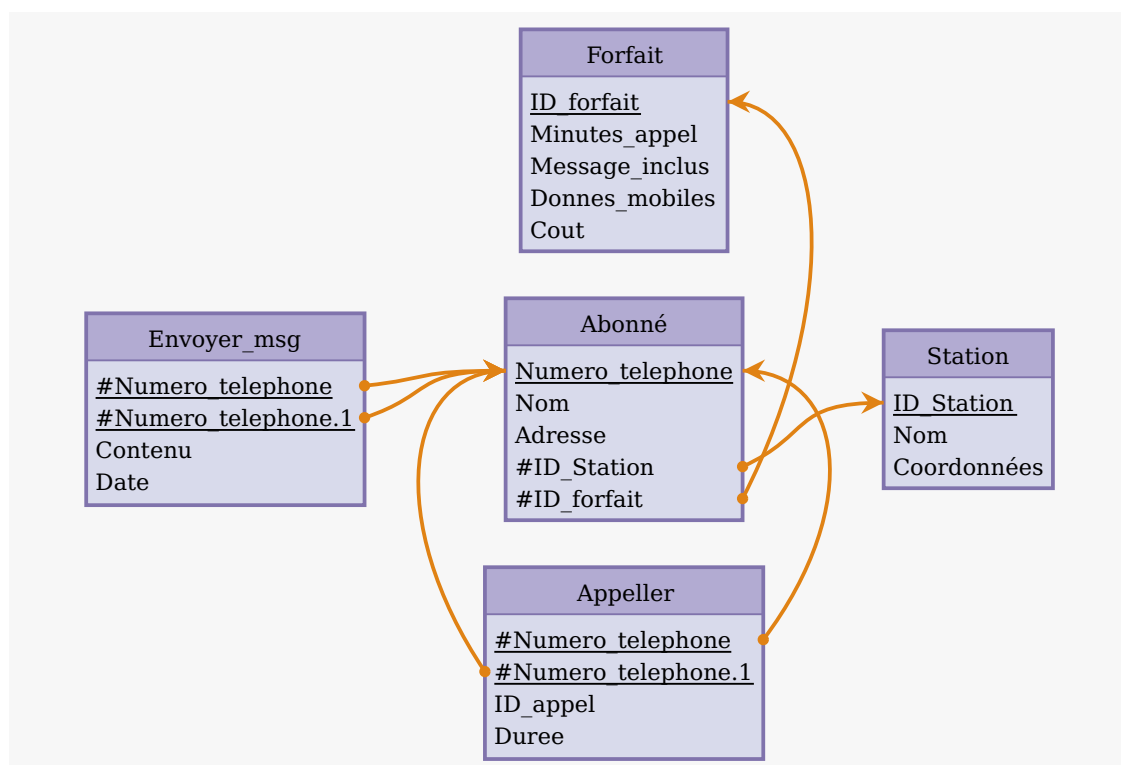 Forfait
ID_forfait
Minutes_appel
Message_inclus
Donnes_mobiles
Cout
Envoyer_msg
#Numero_telephone
#Numero_telephone.1
Contenu
Date
Abonné
Numero_telephone
Nom
Adresse
#ID_Station
#ID_forfait
Station
ID_Station
Nom
Coordonnées
Appeller
#Numero_telephone
#Numero_telephone.1
ID_appel
Duree